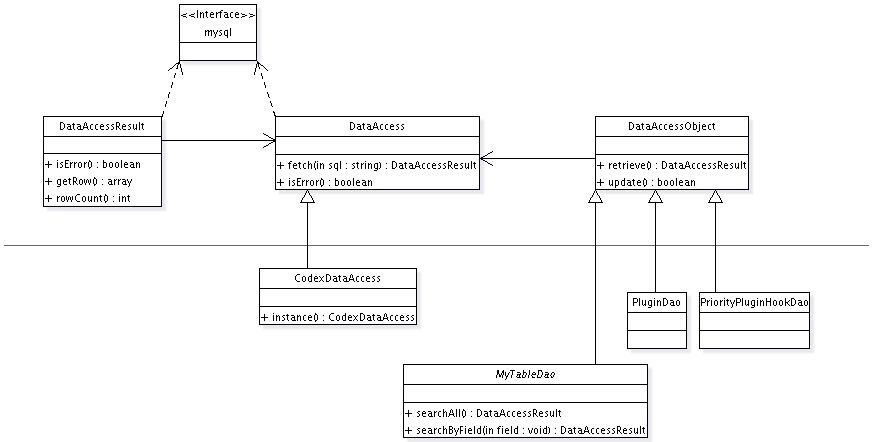 <<Interface>>
mysql
DataAccessResult
+ isError() : boolean
+ getRow() : array
+ rowCount() : int
DataAccess
+ fetch(in sql : string) : DataAccessResult
+ isError() : boolean
DataAccessObject
+ retrieve() : DataAccessResult
+ update() : boolean
CodexDataAccess
+ instance() : CodexDataAccess
PluginDao
PriorityPluginHookDao
MyTableDao
+ searchAll() : DataAccessResult
+ searchByField(in field : void) : DataAccessResult